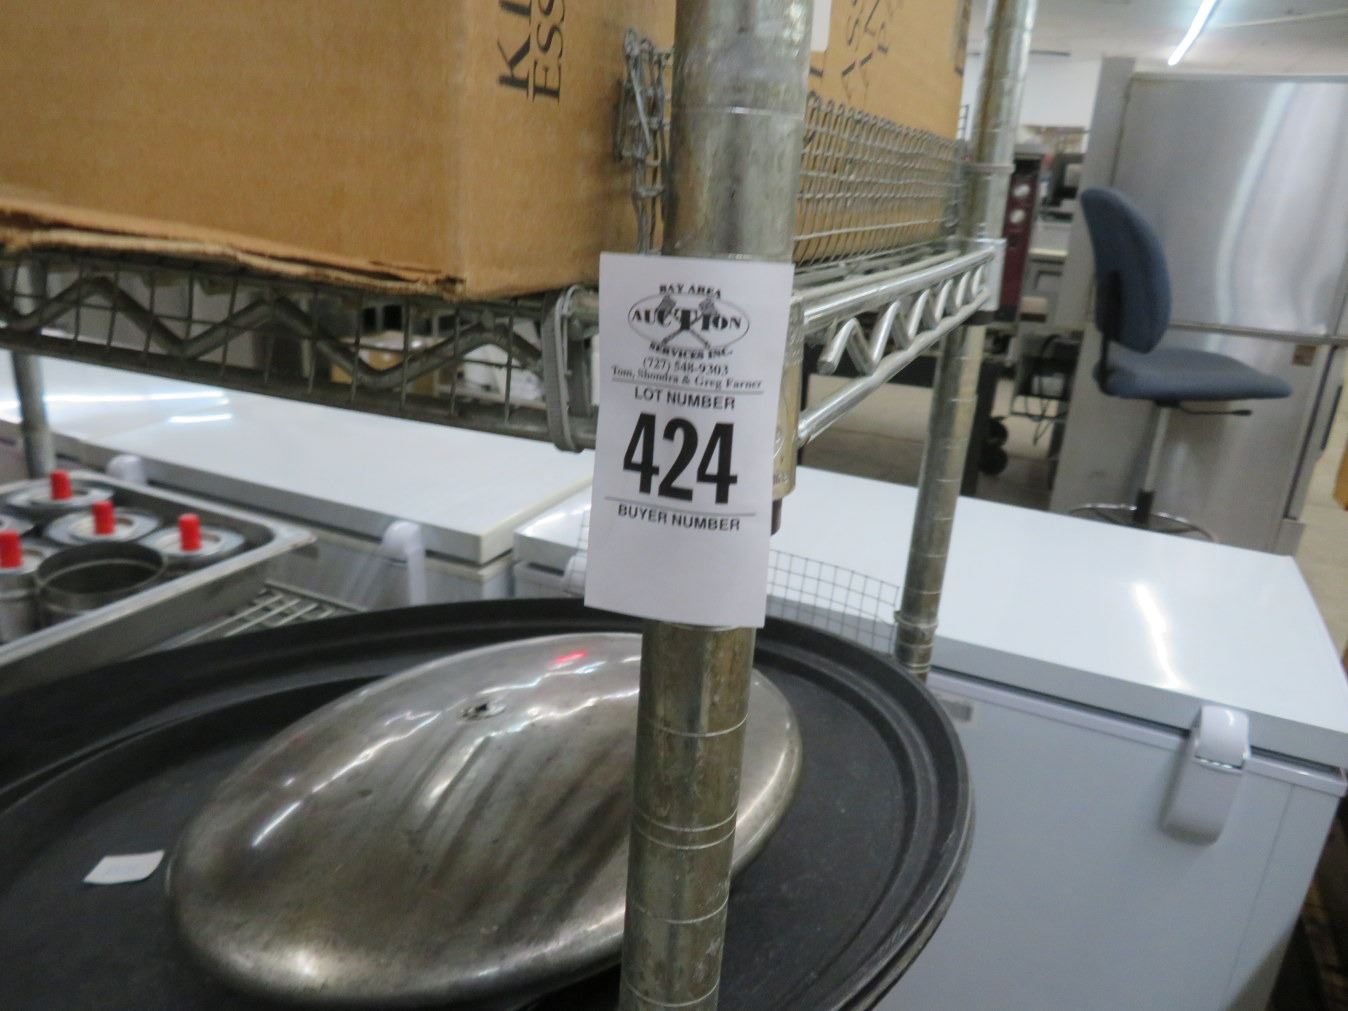 BAY AREA
AUCTION
SERVICES INC.
(727) 548-9303
Tom, Shondra & Greg Farner
LOT NUMBER
424
BUYER NUMBER